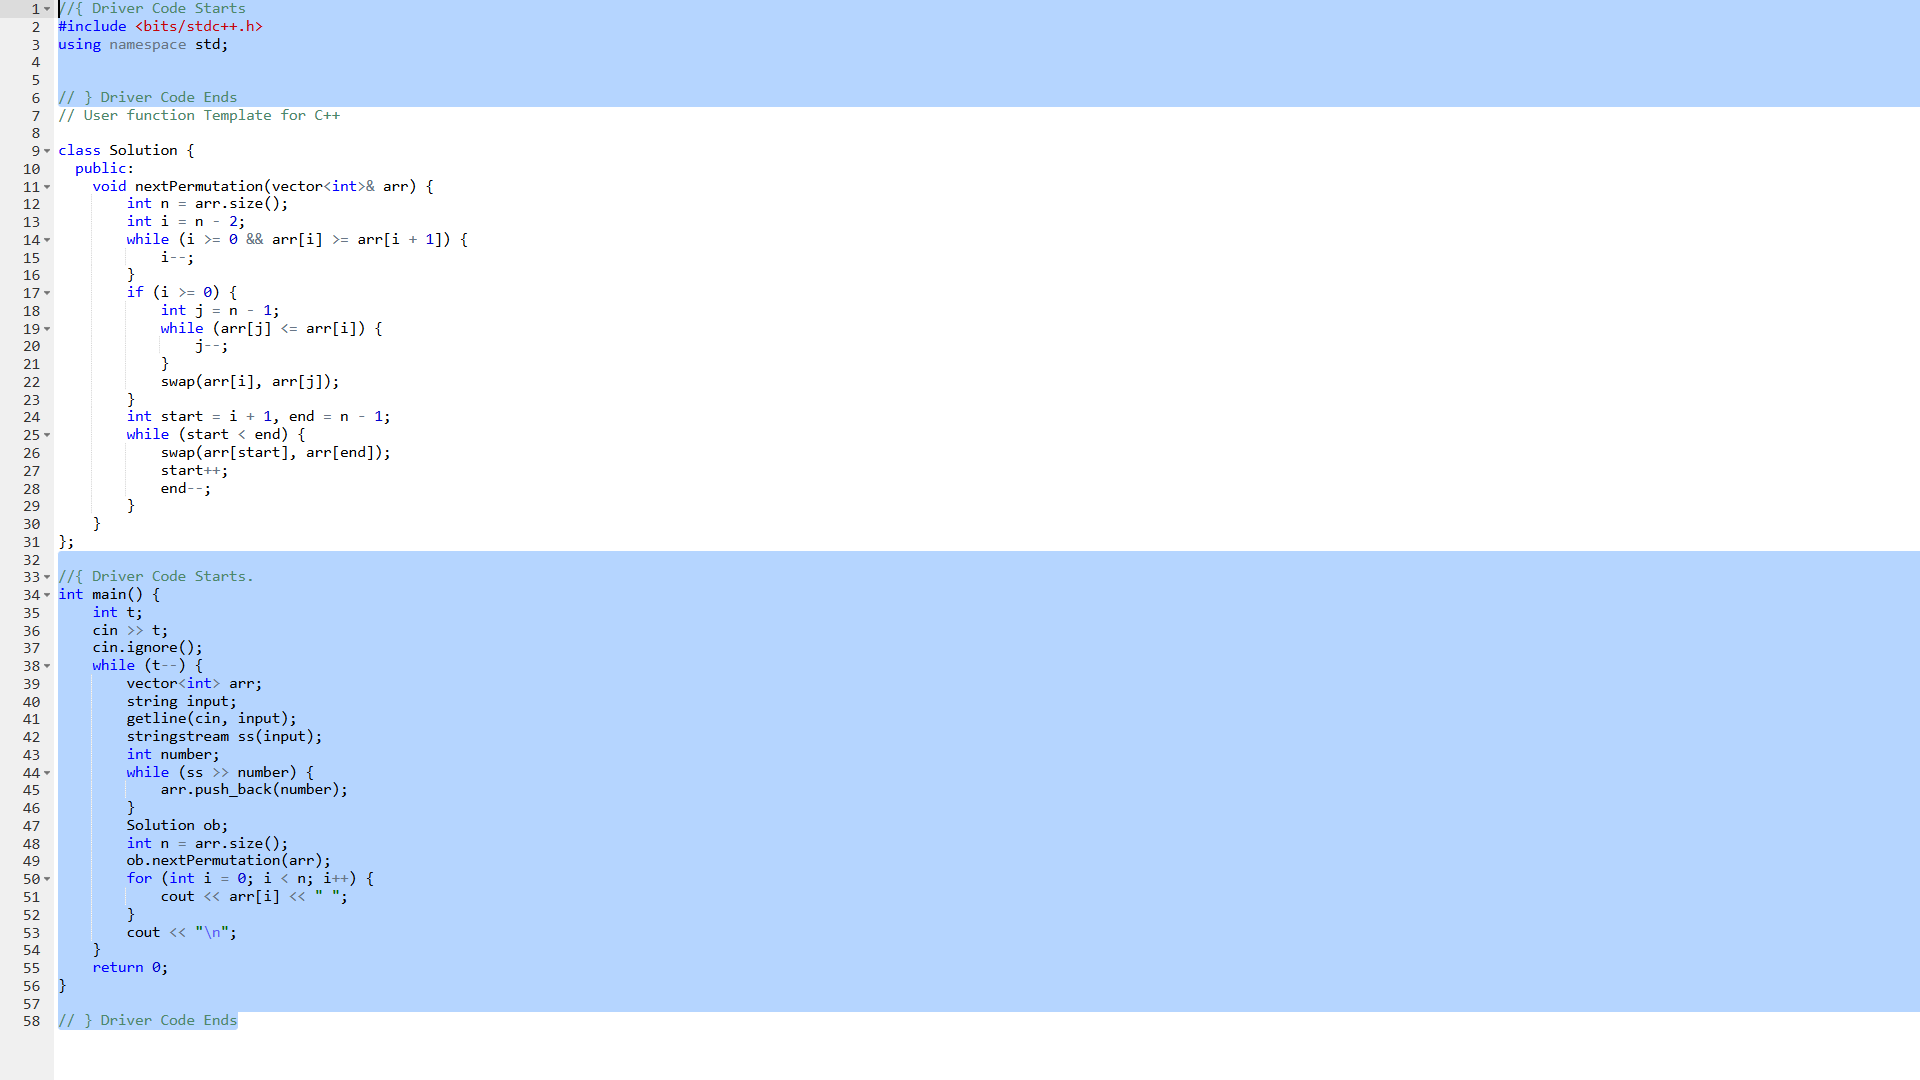 1 //{ Driver Code Starts
2 #include <bits/stdc++.h>
3 using namespace std;
4
5
6 // } Driver Code Ends
7 // User function Template for C++
8
9 class Solution {
10   public:
11     void nextPermutation(vector<int>& arr) {
12         int n = arr.size();
13         int i = n - 2;
14         while (i >= 0 && arr[i] >= arr[i + 1]) {
15             i--;
16         }
17         if (i >= 0) {
18             int j = n - 1;
19             while (arr[j] <= arr[i]) {
20                 j--;
21             }
22             swap(arr[i], arr[j]);
23         }
24         int start = i + 1, end = n - 1;
25         while (start < end) {
26             swap(arr[start], arr[end]);
27             start++;
28             end--;
29         }
30     }
31 };
32
33 //{ Driver Code Starts.
34 int main() {
35     int t;
36     cin >> t;
37     cin.ignore();
38     while (t--) {
39         vector<int> arr;
40         string input;
41         getline(cin, input);
42         stringstream ss(input);
43         int number;
44         while (ss >> number) {
45             arr.push_back(number);
46         }
47         Solution ob;
48         int n = arr.size();
49         ob.nextPermutation(arr);
50         for (int i = 0; i < n; i++) {
51             cout << arr[i] << " ";
52         }
53         cout << "\n";
54     }
55     return 0;
56 }
57
58 // } Driver Code Ends